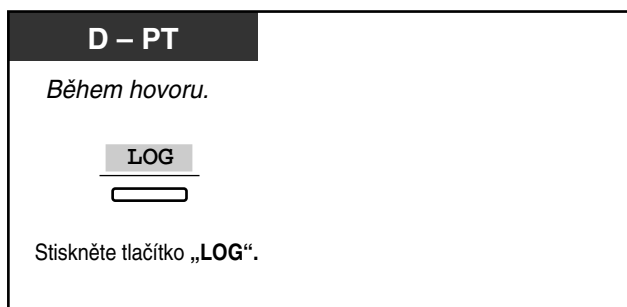 D – PT
Během hovoru.
LOG
Stiskněte tlačítko „LOG“.